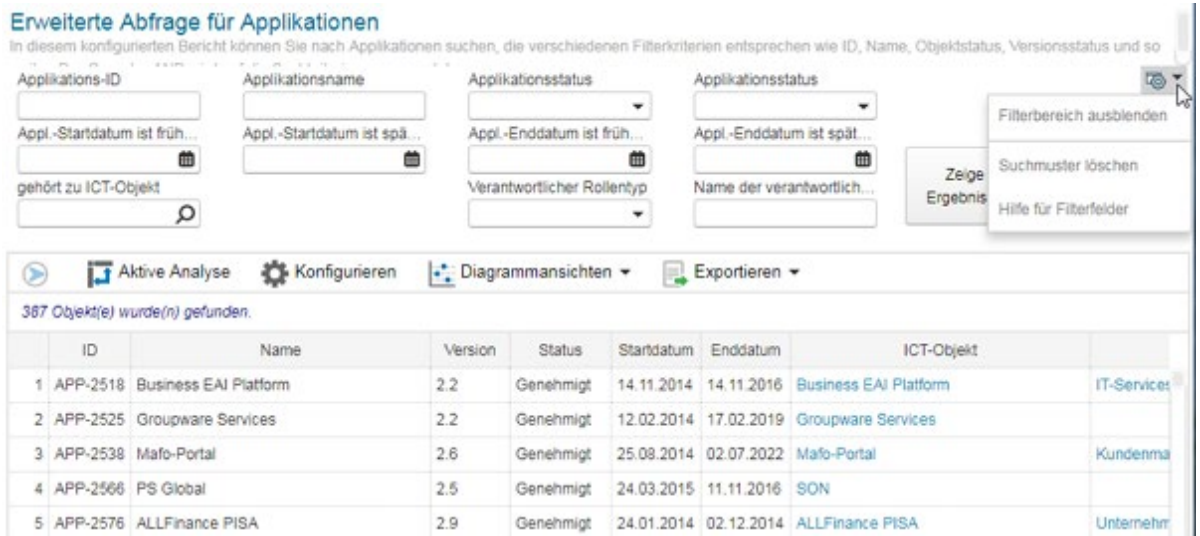 Erweiterte Abfrage für Applikationen
In diesem konfigurierten Bericht können Sie nach Applikationen suchen, die verschiedenen Filterkriterien entsprechen wie ID, Name, Objektstatus, Versionsstatus und so
Applikations-ID Applikationsname Applikationsstatus Applikationsstatus
Filterbereich ausblenden
Appl.-Startdatum ist früh... Appl.-Startdatum ist spä... Appl.-Enddatum ist früh... Appl.-Enddatum ist spät...
Suchmuster löschen
gehört zu ICT-Objekt Verantwortlicher Rollentyp Name der verantwortlich...
Zeige
Ergebnis
Hilfe für Filterfelder
Aktive Analyse Konfigurieren Diagrammansichten Exportieren
387 Objekt(e) wurde(n) gefunden.
ID Name Version Status Startdatum Enddatum ICT-Objekt
1 APP-2518 Business EAI Platform 2.2 Genehmigt 14.11.2014 14.11.2016 Business EAI Platform IT-Services
2 APP-2525 Groupware Services 2.2 Genehmigt 12.02.2014 17.02.2019 Groupware Services
3 APP-2538 Mafo-Portal 2.6 Genehmigt 25.08.2014 02.07.2022 Mafo-Portal Kundenma
4 APP-2566 PS Global 2.5 Genehmigt 24.03.2015 11.11.2016 SON
5 APP-2576 ALLFinance PISA 2.9 Genehmigt 24.01.2014 02.12.2014 ALLFinance PISA Unternehm